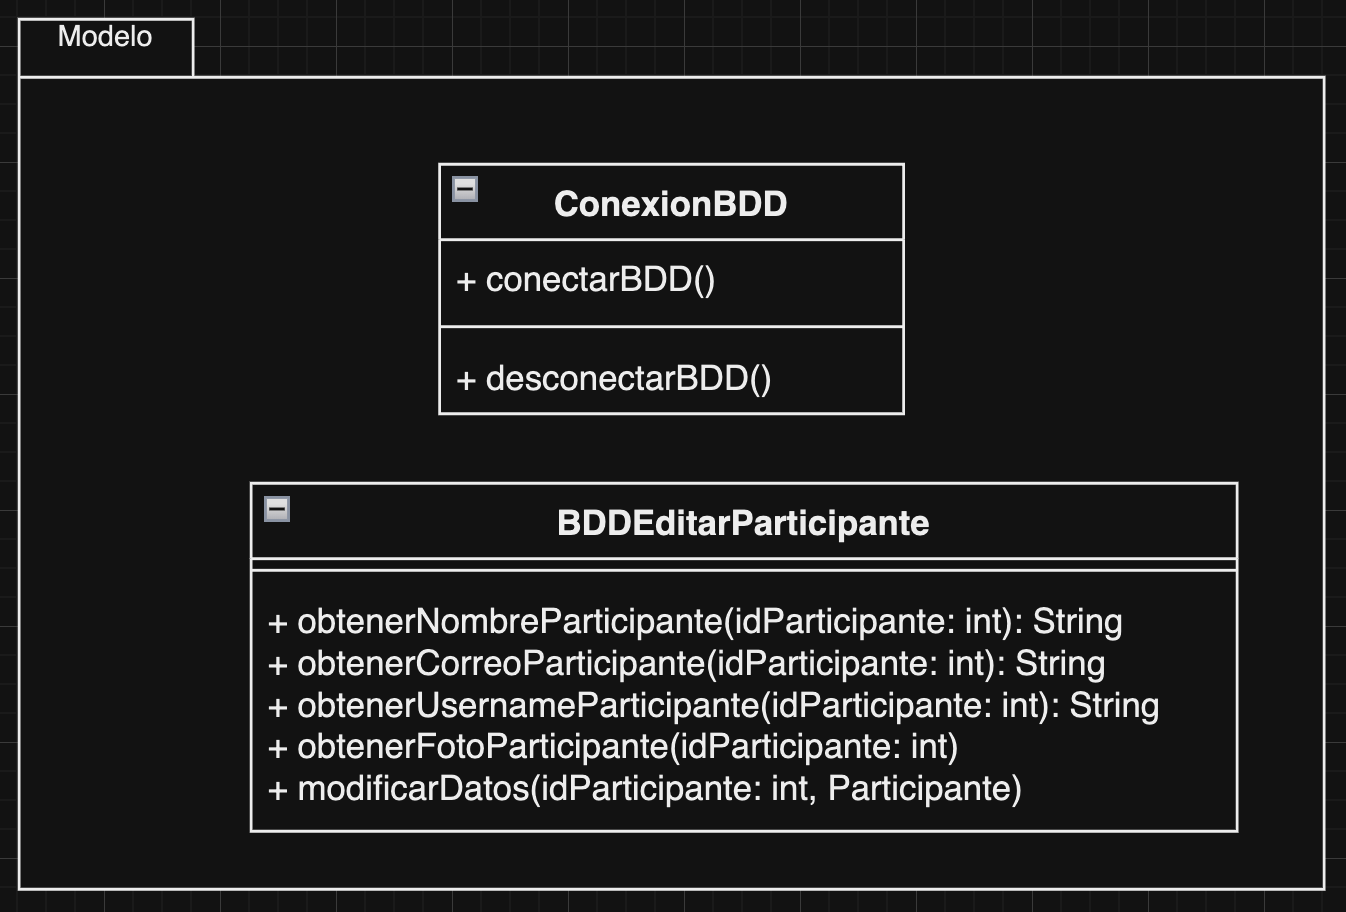 Modelo
ConexionBDD
+ conectarBDD()
+ desconectarBDD()
BDDEditarParticipante
+ obtenerNombreParticipante(idParticipante: int): String
+ obtenerCorreoParticipante(idParticipante: int): String
+ obtenerUsernameParticipante(idParticipante: int): String
+ obtenerFotoParticipante(idParticipante: int)
+ modificarDatos(idParticipante: int, Participante)